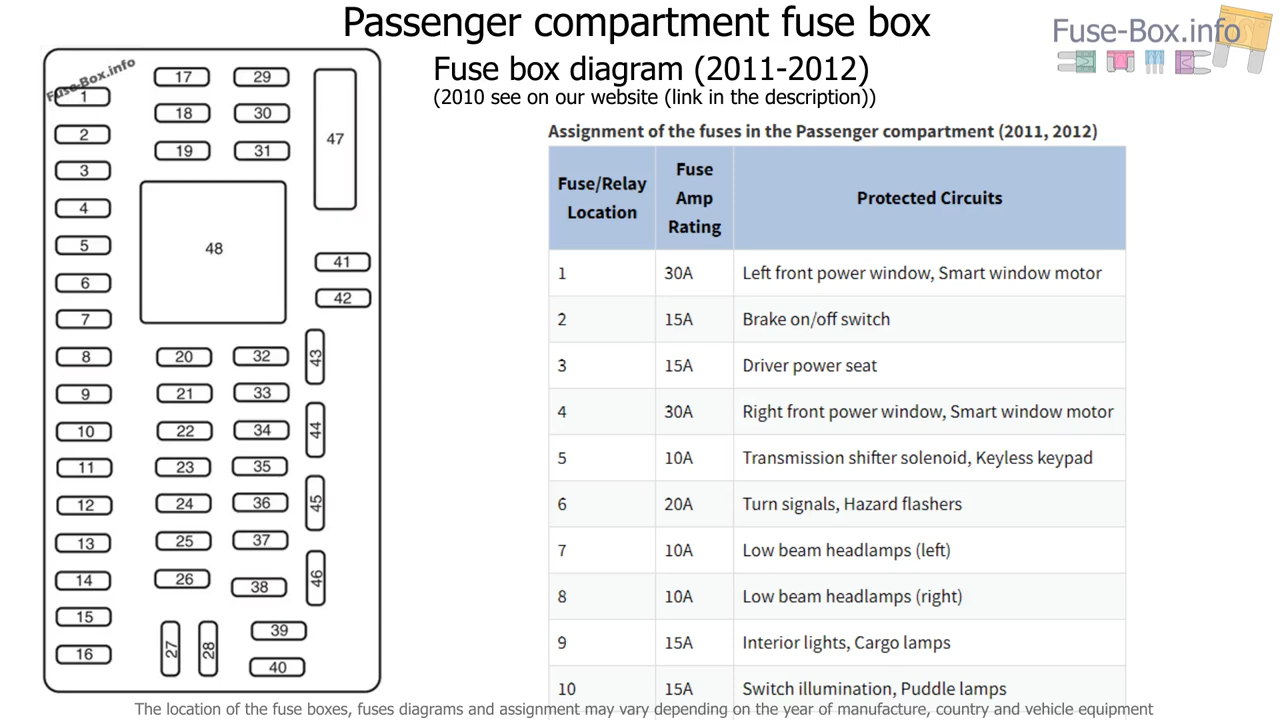 Passenger compartment fuse box
Fuse box diagram (2011-2012)
(2010 see on our website (link in the description))
Fuse-Box.info
Fuse-Box.info
1
2
3
4
5
6
7
8
9
10
11
12
13
14
15
16
17
18
19
20
21
22
23
24
25
26
27
28
29
30
31
32
33
34
35
36
37
38
39
40
41
42
43
44
45
46
47
48
Assignment of the fuses in the Passenger compartment (2011, 2012)
Fuse/Relay Location
Fuse Amp Rating
Protected Circuits
1 30A Left front power window, Smart window motor
2 15A Brake on/off switch
3 15A Driver power seat
4 30A Right front power window, Smart window motor
5 10A Transmission shifter solenoid, Keyless keypad
6 20A Turn signals, Hazard flashers
7 10A Low beam headlamps (left)
8 10A Low beam headlamps (right)
9 15A Interior lights, Cargo lamps
10 15A Switch illumination, Puddle lamps
The location of the fuse boxes, fuses diagrams and assignment may vary depending on the year of manufacture, country and vehicle equipment